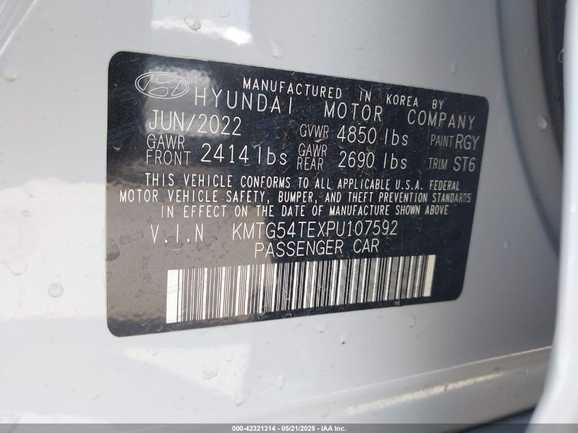 MANUFACTURED IN KOREA BY
HYUNDAI MOTOR COMPANY
JUN/2022 GVWR 4850 lbs PAINT RGY
GAWR FRONT 2414 lbs GAWR REAR 2690 lbs TRIM ST6
THIS VEHICLE CONFORMS TO ALL APPLICABLE U.S.A. FEDERAL
MOTOR VEHICLE SAFETY, BUMPER, AND THEFT PREVENTION STANDARDS
IN EFFECT ON THE DATE OF MANUFACTURE SHOWN ABOVE
V.I.N KMTG54TEXPU107592
PASSENGER CAR
000-42321214 - 05/21/2025 - IAA, Inc.